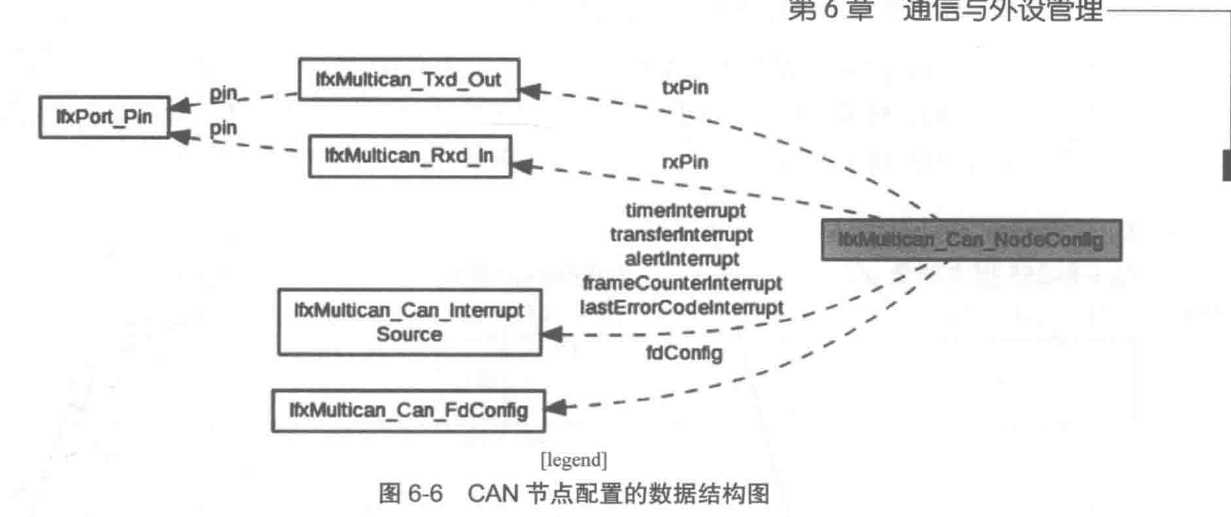 第 6 章 通信与外设管理
IfxMultican_Txd_Out
pin
txPin
IfxPort_Pin
pin
IfxMultican_Rxd_In
rxPin
timerInterrupt
transferInterrupt
IfxMultican_Can_NodeConfig
alertInterrupt
frameCounterInterrupt
IfxMultican_Can_Interrupt
lastErrorCodeInterrupt
Source
fdConfig
IfxMultican_Can_FdConfig
[legend]
图 6-6 CAN 节点配置的数据结构图